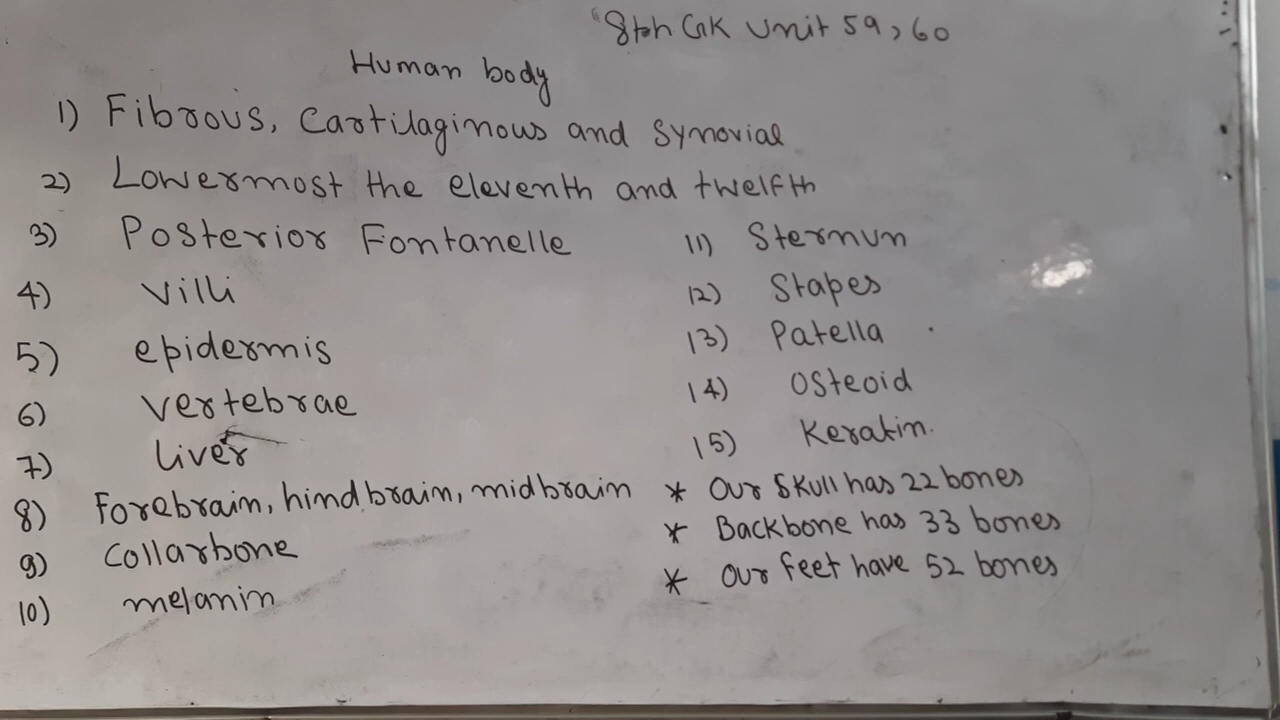 8th GK Unit 59, 60
Human body
1) Fibrous, Cartilaginous and Synovial
2) Lowermost the eleventh and twelfth
3) Posterior Fontanelle
4) Villi
5) epidermis
6) vertebrae
7) liver
8) Forebrain, hindbrain, midbrain
9) Collarbone
10) melanin
11) Sternun
12) Stapes
13) Patella
14) Osteoid
15) Keratin.
* Our Skull has 22 bones
* Backbone has 33 bones
* Our feet have 52 bones